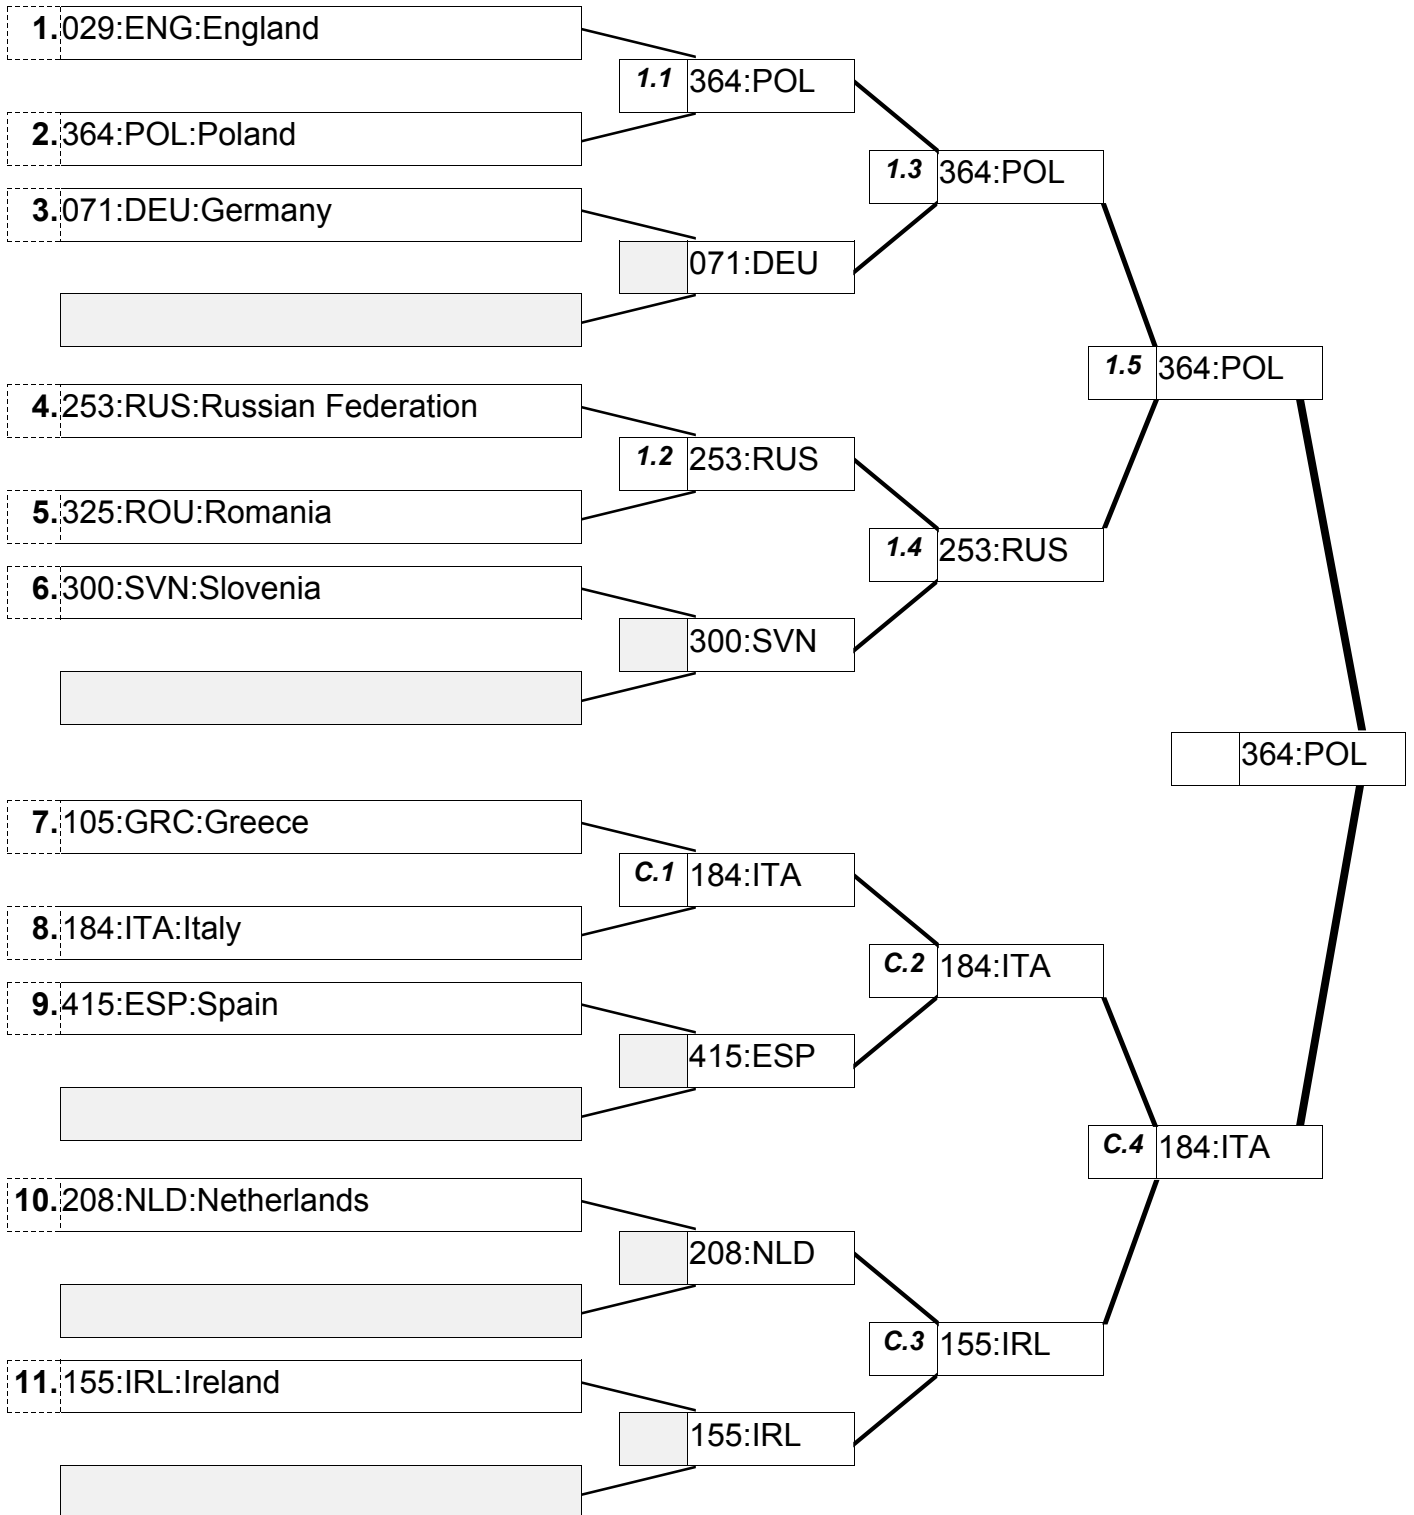 1. 029:ENG:England
1.1 364:POL
2. 364:POL:Poland
1.3 364:POL
3. 071:DEU:Germany
071:DEU
1.5 364:POL
4. 253:RUS:Russian Federation
1.2 253:RUS
5. 325:ROU:Romania
1.4 253:RUS
6. 300:SVN:Slovenia
300:SVN
364:POL
7. 105:GRC:Greece
C.1 184:ITA
8. 184:ITA:Italy
C.2 184:ITA
9. 415:ESP:Spain
415:ESP
C.4 184:ITA
10. 208:NLD:Netherlands
208:NLD
C.3 155:IRL
11. 155:IRL:Ireland
155:IRL